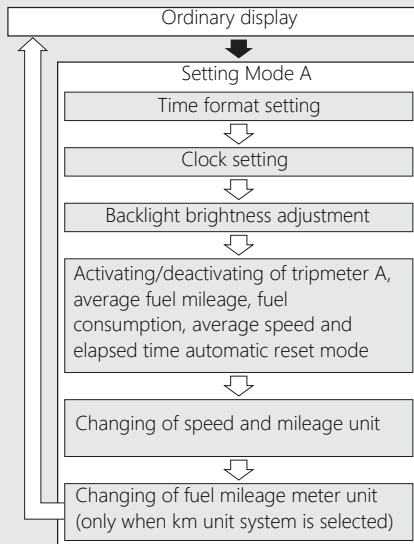 Ordinary display
Setting Mode A
Time format setting
Clock setting
Backlight brightness adjustment
Activating/deactivating of tripmeter A,
average fuel mileage, fuel
consumption, average speed and
elapsed time automatic reset mode
Changing of speed and mileage unit
Changing of fuel mileage meter unit
(only when km unit system is selected)